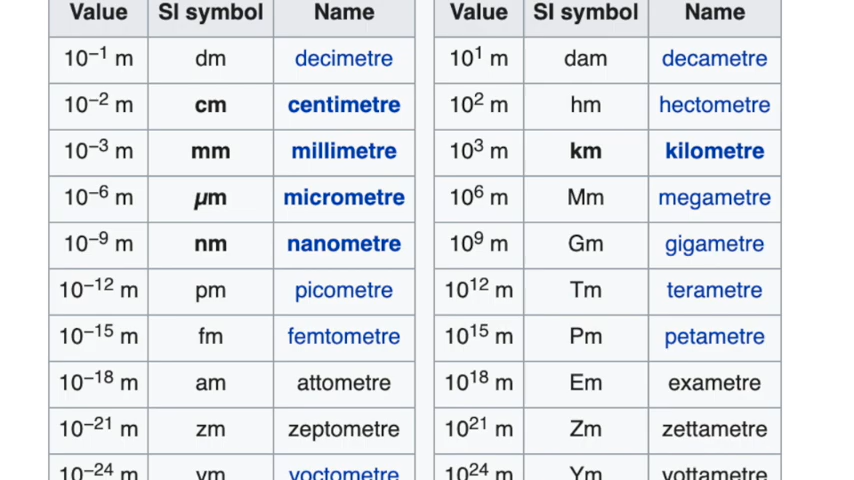 Value SI symbol Name Value SI symbol Name
10⁻¹ m dm decimetre 10¹ m dam decametre
10⁻² m cm centimetre 10² m hm hectometre
10⁻³ m mm millimetre 10³ m km kilometre
10⁻⁶ m µm micrometre 10⁶ m Mm megametre
10⁻⁹ m nm nanometre 10⁹ m Gm gigametre
10⁻¹² m pm picometre 10¹² m Tm terametre
10⁻¹⁵ m fm femtometre 10¹⁵ m Pm petametre
10⁻¹⁸ m am attometre 10¹⁸ m Em exametre
10⁻²¹ m zm zeptometre 10²¹ m Zm zettametre
10⁻²⁴ m ym yoctometre 10²⁴ m Ym yottametre